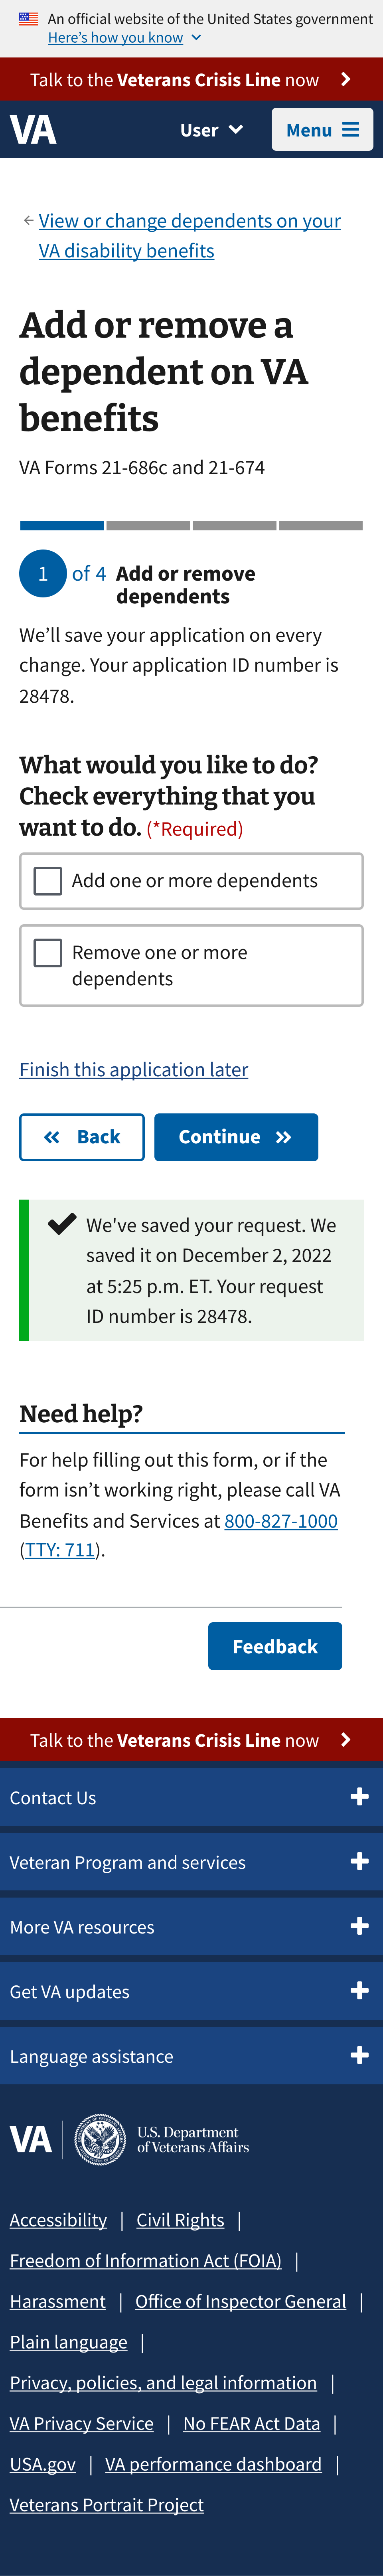 An official website of the United States government
Here’s how you know
Talk to the Veterans Crisis Line now
VA
User
Menu
View or change dependents on your
VA disability benefits
Add or remove a
dependent on VA
benefits
VA Forms 21-686c and 21-674
1 of 4 Add or remove
dependents
We’ll save your application on every
change. Your application ID number is
28478.
What would you like to do?
Check everything that you
want to do. (*Required)
Add one or more dependents
Remove one or more
dependents
Finish this application later
Back
Continue
We've saved your request. We
saved it on December 2, 2022
at 5:25 p.m. ET. Your request
ID number is 28478.
Need help?
For help filling out this form, or if the
form isn’t working right, please call VA
Benefits and Services at 800-827-1000
(TTY: 711).
Feedback
Talk to the Veterans Crisis Line now
Contact Us
Veteran Program and services
More VA resources
Get VA updates
Language assistance
VA | U.S. Department
of Veterans Affairs
Accessibility | Civil Rights |
Freedom of Information Act (FOIA) |
Harassment | Office of Inspector General |
Plain language |
Privacy, policies, and legal information |
VA Privacy Service | No FEAR Act Data |
USA.gov | VA performance dashboard |
Veterans Portrait Project